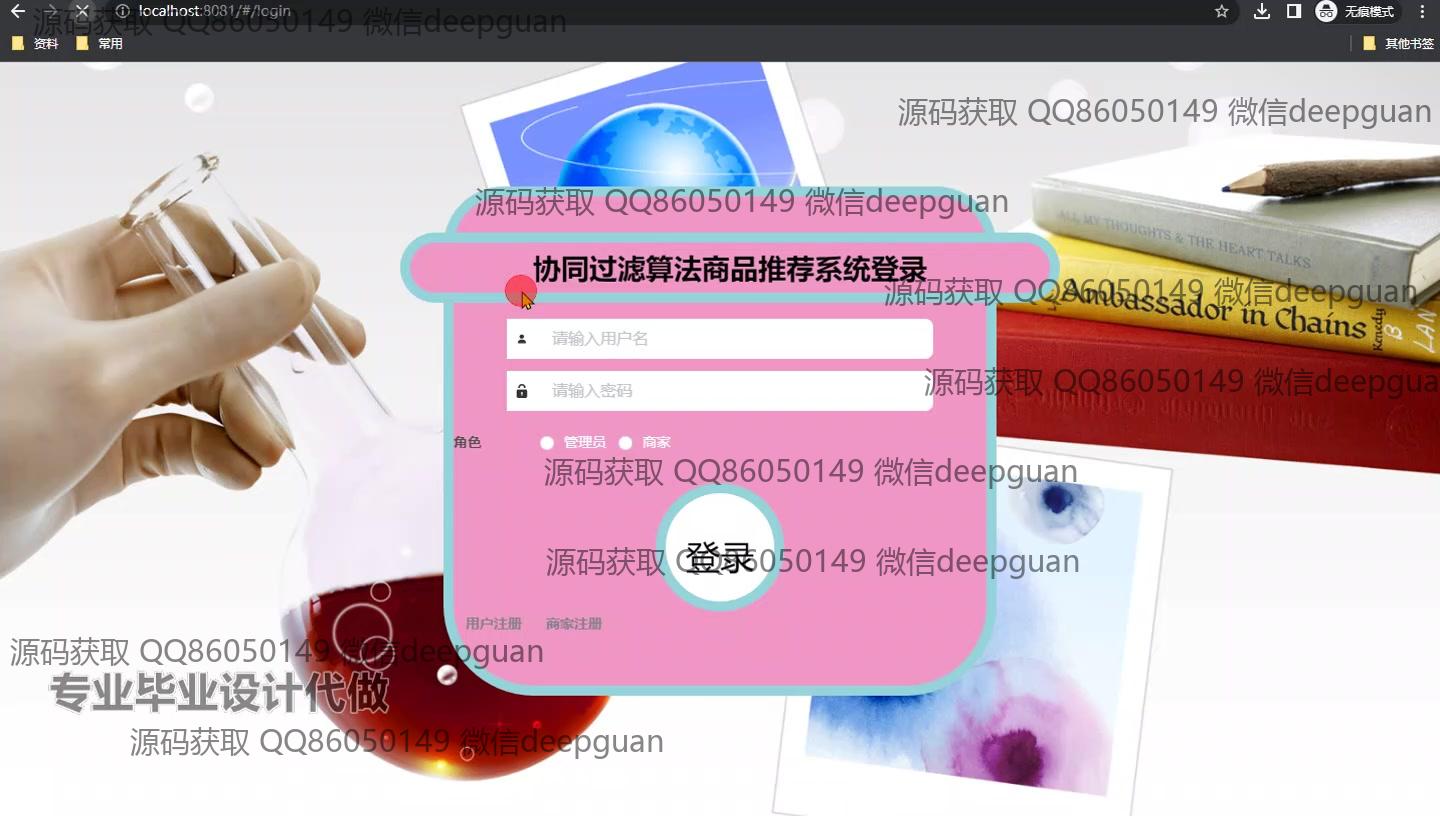 localhost:8081/#/login
无痕模式
资料 常用 其他书签
源码获取 QQ86050149 微信deepguan
源码获取 QQ86050149 微信deepguan
源码获取 QQ86050149 微信deepguan
ALL MY THOUGHTS & THE HEART TALKS
协同过滤算法商品推荐系统登录
源码获取 QQ86050149 微信deepguan
Ambassador in Chains
Kenedy
LAN
B
请输入用户名
请输入密码
源码获取 QQ86050149 微信deepgua
角色 管理员 商家
源码获取 QQ86050149 微信deepguan
登录
源码获取 QQ86050149 微信deepguan
用户注册 商家注册
源码获取 QQ86050149 微信deepguan
专业毕业设计代做
源码获取 QQ86050149 微信deepguan